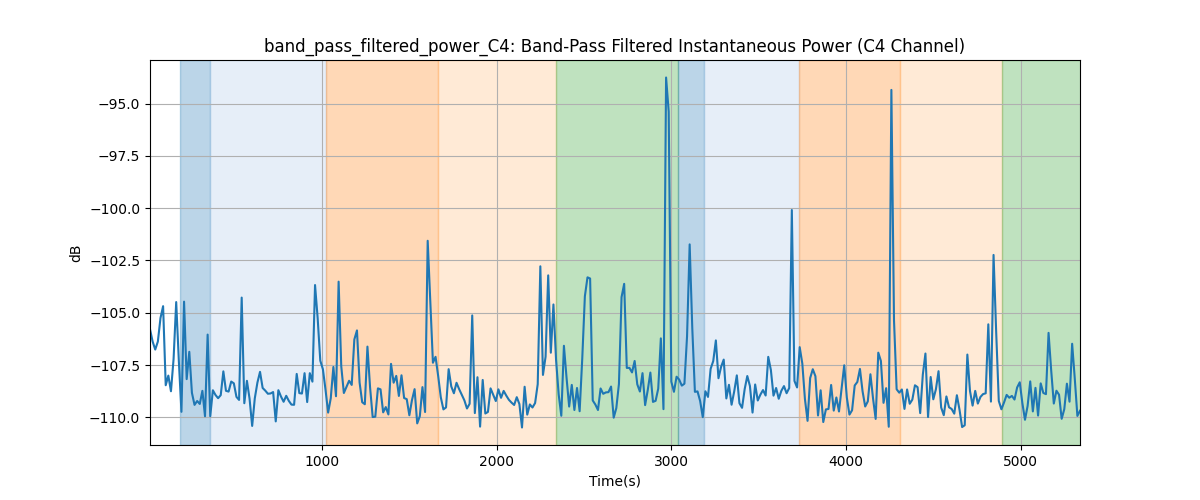 band_pass_filtered_power_C4: Band-Pass Filtered Instantaneous Power (C4 Channel)
−95.0
−97.5
−100.0
−102.5
−105.0
−107.5
−110.0
dB
1000 2000 3000 4000 5000
Time(s)